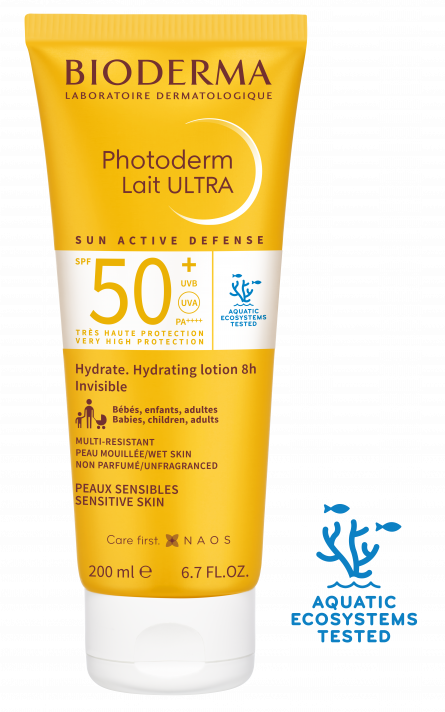 BIODERMA
LABORATOIRE DERMATOLOGIQUE
Photoderm
Lait ULTRA
SUN ACTIVE DEFENSE
SPF
50+
UVB
UVA
PA++++
TRÈS HAUTE PROTECTION
VERY HIGH PROTECTION
AQUATIC
ECOSYSTEMS
TESTED
Hydrate. Hydrating lotion 8h
Invisible
Bébés, enfants, adultes
Babies, children, adults
MULTI-RESISTANT
PEAU MOUILLÉE/WET SKIN
NON PARFUMÉ/UNFRAGRANCED
PEAUX SENSIBLES
SENSITIVE SKIN
Care first. NAOS
200 ml ℮ 6.7 FL.OZ.
AQUATIC
ECOSYSTEMS
TESTED